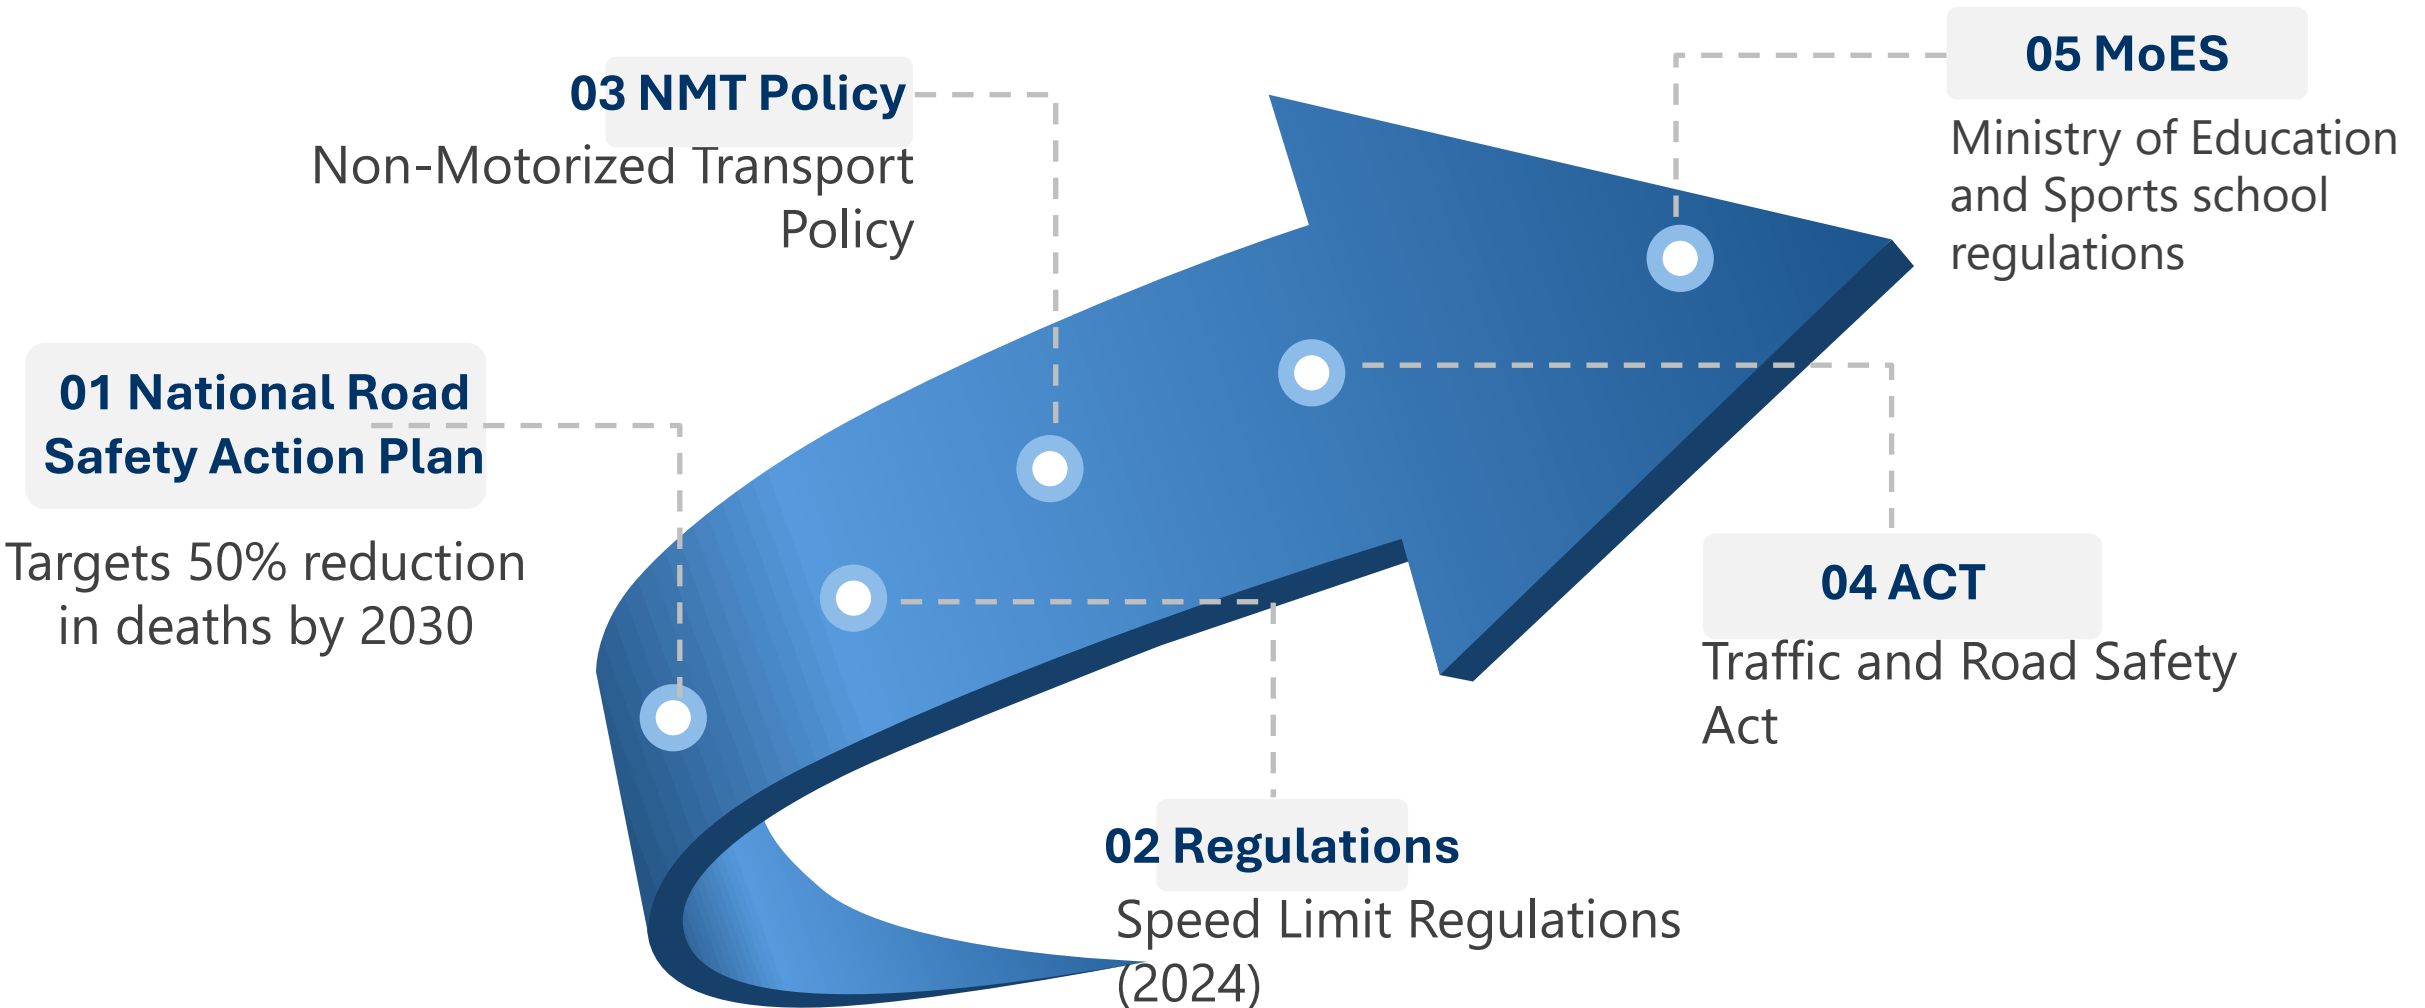 01 National Road
Safety Action Plan
Targets 50% reduction
in deaths by 2030
02 Regulations
Speed Limit Regulations
(2024)
03 NMT Policy
Non-Motorized Transport
Policy
04 ACT
Traffic and Road Safety
Act
05 MoES
Ministry of Education
and Sports school
regulations